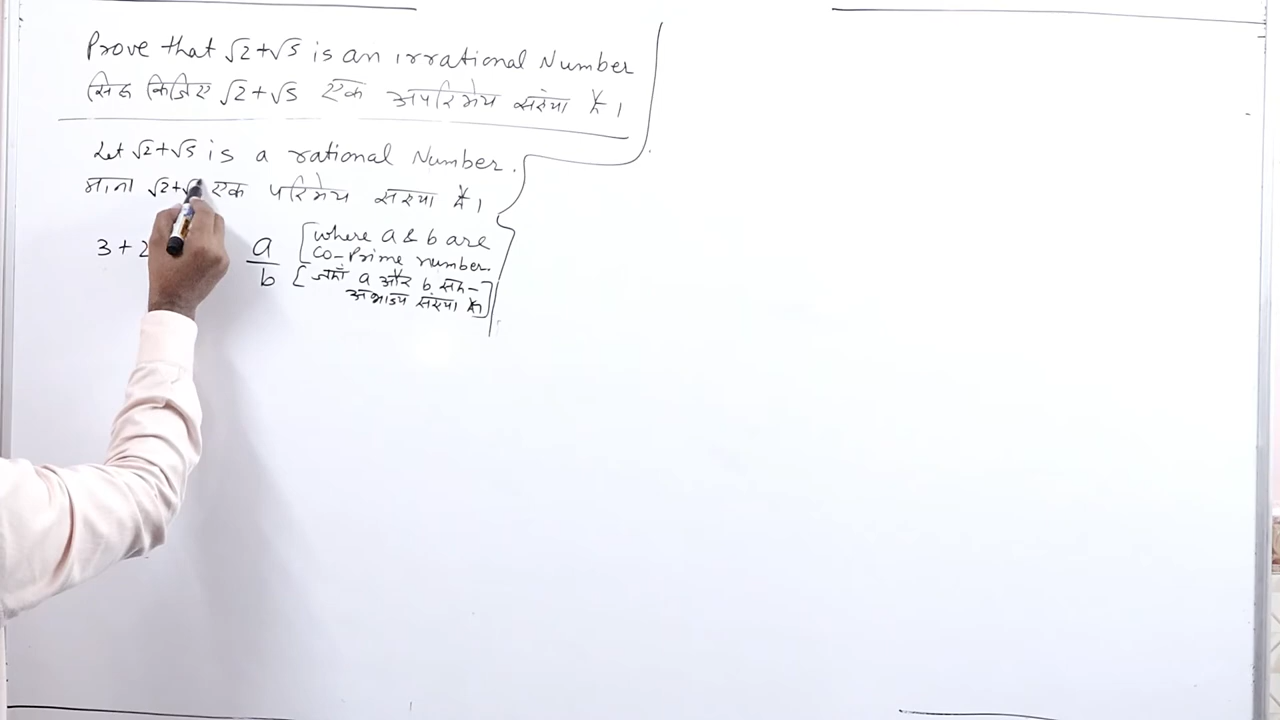 Prove that √2+√5 is an irrational Number
सिद्ध किजिए √2+√5 एक अपरिमेय संख्या है।
Let √2+√5 is a rational Number.
माना √2+√ एक परिमेय संख्या है।
3+2 a/b [where a & b are
co-Prime number.
[जहाँ a और b सह-
अभाज्य संख्या है]